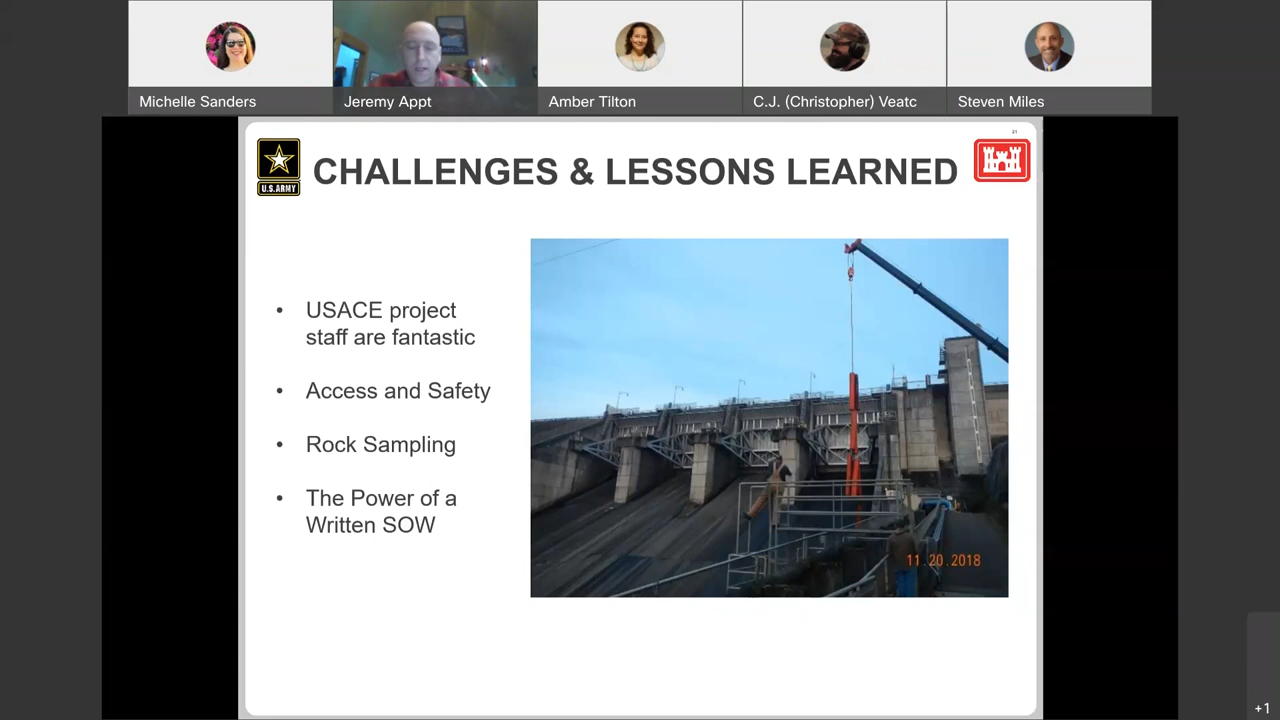 Michelle Sanders
Jeremy Appt
Amber Tilton
C.J. (Christopher) Veatc
Steven Miles
21
U.S.ARMY
CHALLENGES & LESSONS LEARNED
• USACE project
staff are fantastic
• Access and Safety
• Rock Sampling
• The Power of a
Written SOW
11.20.2018
+1